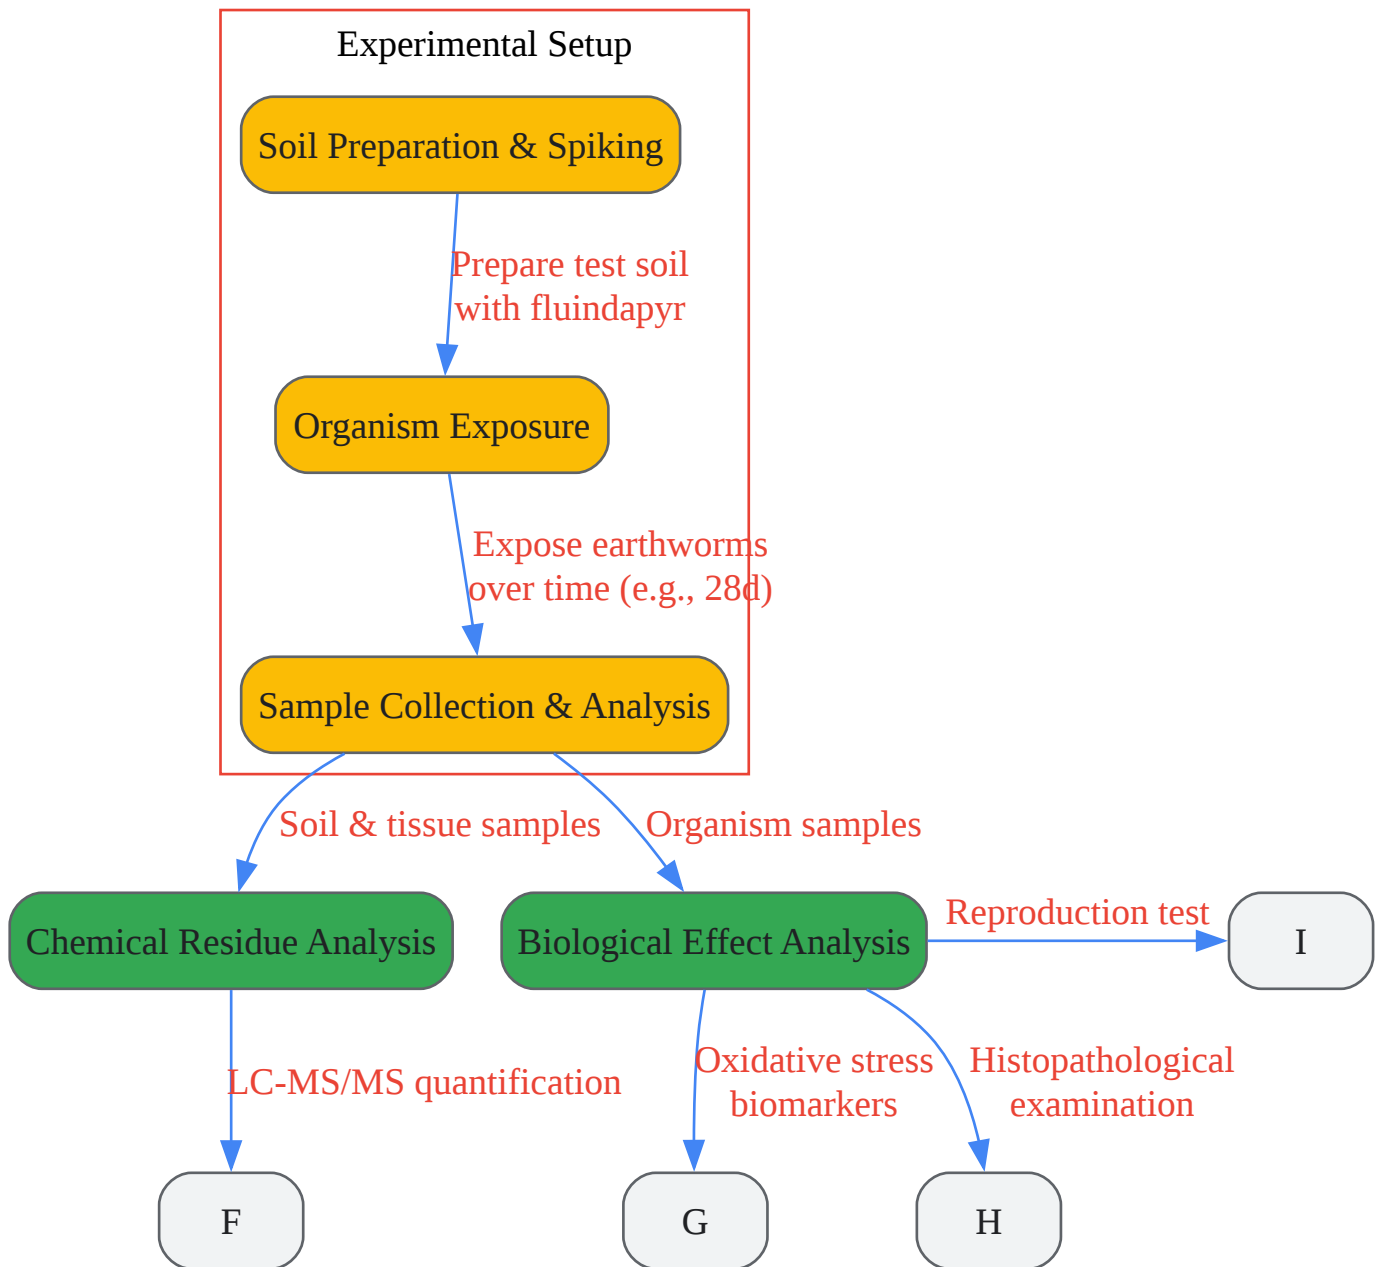 Experimental Setup
Soil Preparation & Spiking
Prepare test soil
with fluindapyr
Organism Exposure
Expose earthworms
over time (e.g., 28d)
Sample Collection & Analysis
Soil & tissue samples
Organism samples
Chemical Residue Analysis
Biological Effect Analysis
Reproduction test
I
LC-MS/MS quantification
Oxidative stress
biomarkers
Histopathological
examination
F
G
H